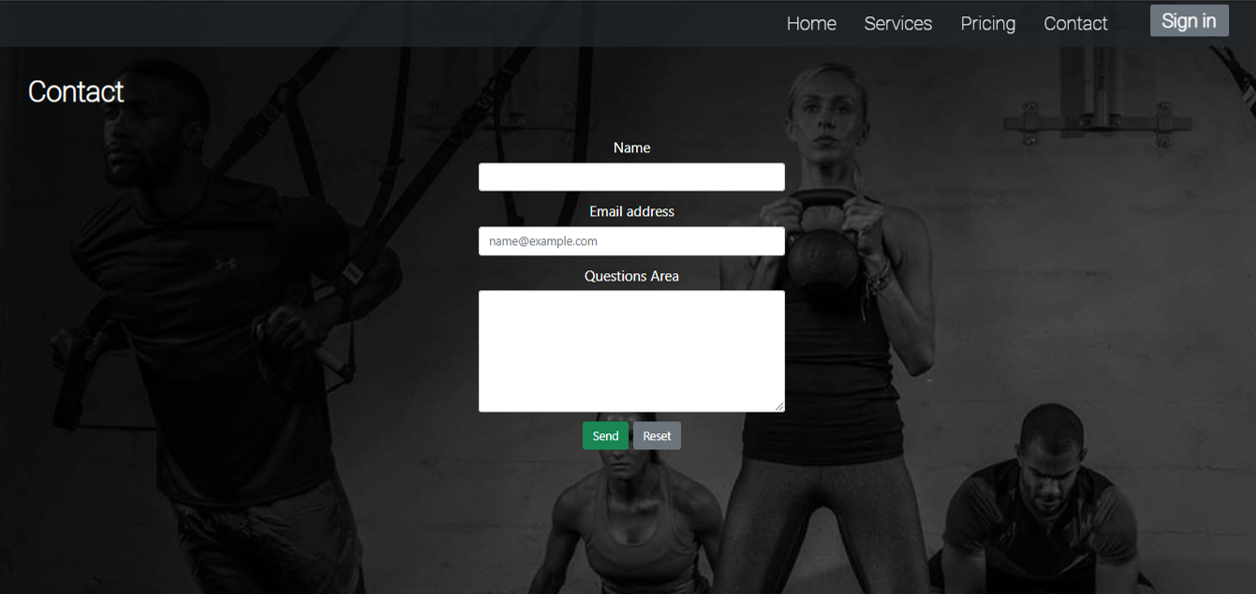 Home Services Pricing Contact Sign in
Contact
Name
Email address
name@example.com
Questions Area
Send Reset